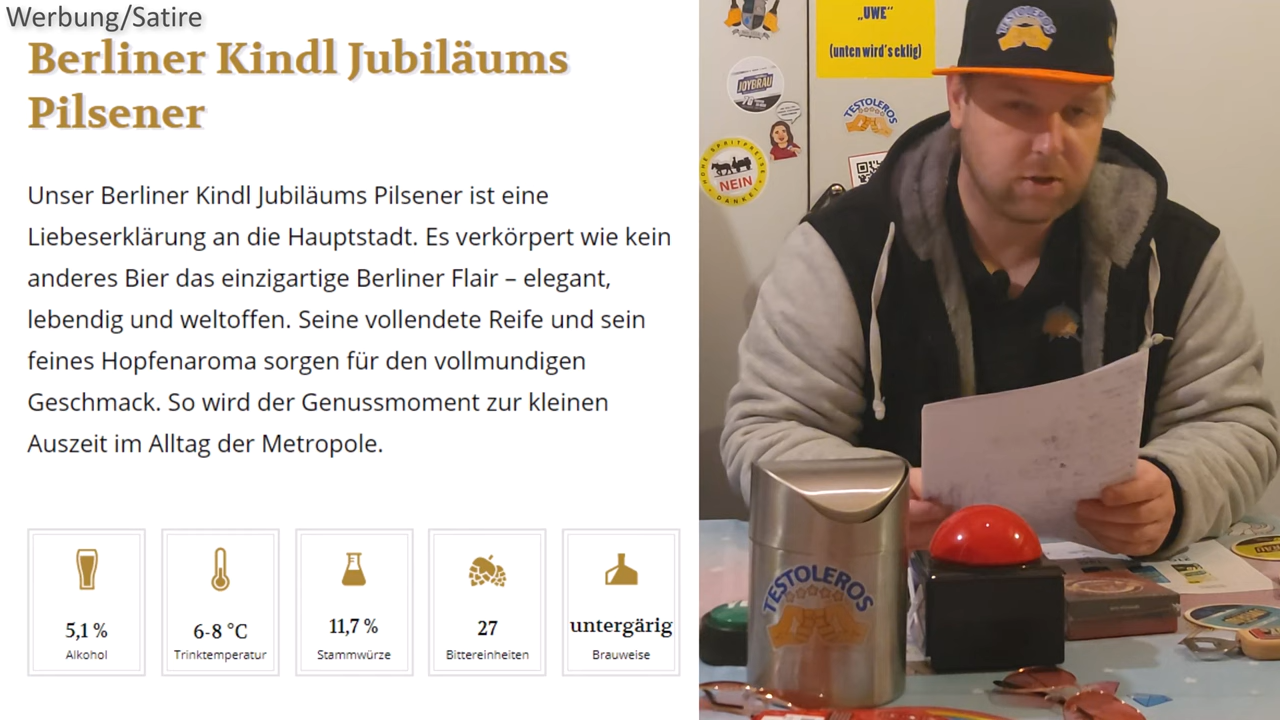 Werbung/Satire
Berliner Kindl Jubiläums
Pilsener
Unser Berliner Kindl Jubiläums Pilsener ist eine
Liebeserklärung an die Hauptstadt. Es verkörpert wie kein
anderes Bier das einzigartige Berliner Flair – elegant,
lebendig und weltoffen. Seine vollendete Reife und sein
feines Hopfenaroma sorgen für den vollmundigen
Geschmack. So wird der Genussmoment zur kleinen
Auszeit im Alltag der Metropole.
5,1 %
Alkohol
6-8 °C
Trinktemperatur
11,7 %
Stammwürze
27
Bittereinheiten
untergärig
Brauweise
„UWE“
(unten wird's eklig)
JOYBRÄU
TESTOLEROS
HOHE SPRITPREISE
NEIN
DANKE!
TESTOLEROS
TESTOLEROS